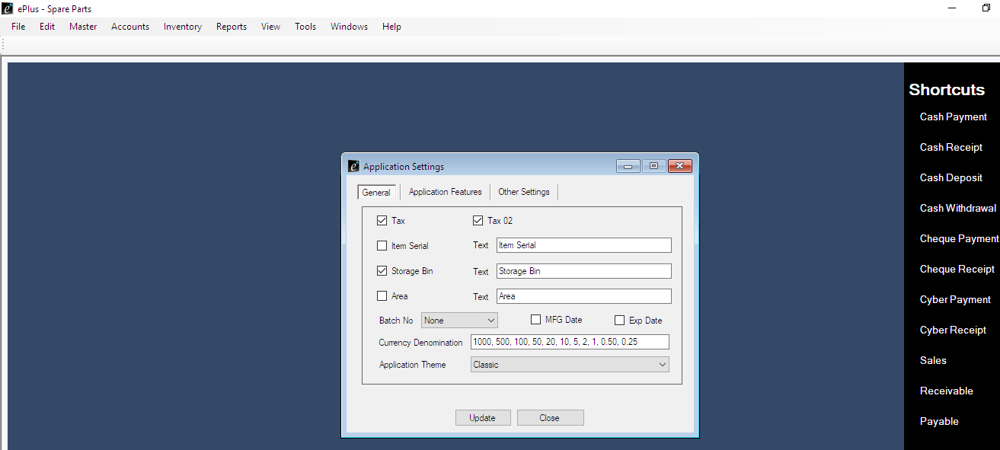 ePlus - Spare Parts
File Edit Master Accounts Inventory Reports View Tools Windows Help
Shortcuts
Cash Payment
Cash Receipt
Cash Deposit
Cash Withdrawal
Cheque Payment
Cheque Receipt
Cyber Payment
Cyber Receipt
Sales
Receivable
Payable
Application Settings
General Application Features Other Settings
Tax Tax 02
Item Serial Text Item Serial
Storage Bin Text Storage Bin
Area Text Area
Batch No None MFG Date Exp Date
Currency Denomination 1000, 500, 100, 50, 20, 10, 5, 2, 1, 0.50, 0.25
Application Theme Classic
Update Close